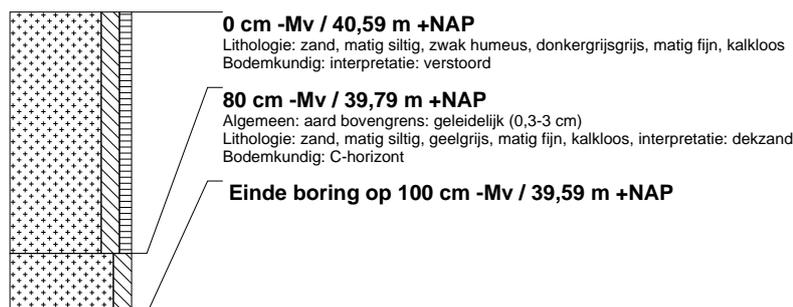 0 cm -Mv / 40,59 m +NAP
Lithologie: zand, matig siltig, zwak humeus, donkergrijsgrijs, matig fijn, kalkloos
Bodemkundig: interpretatie: verstoord
80 cm -Mv / 39,79 m +NAP
Algemeen: aard bovengrens: geleidelijk (0,3-3 cm)
Lithologie: zand, matig siltig, geelgrijs, matig fijn, kalkloos, interpretatie: dekzand
Bodemkundig: C-horizont
Einde boring op 100 cm -Mv / 39,59 m +NAP